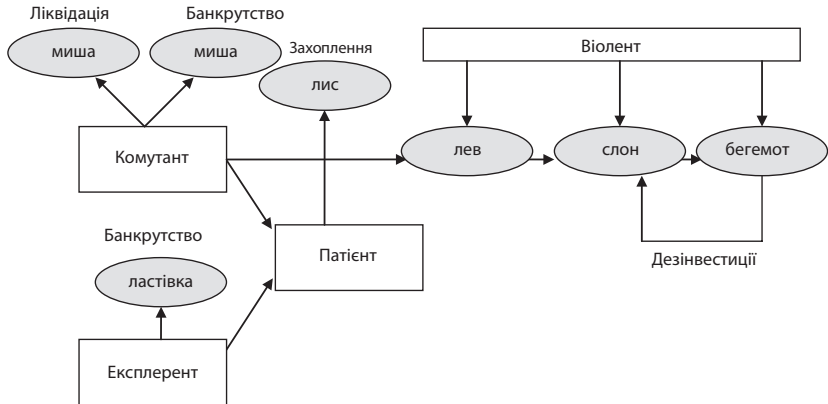 Ліквідація
Банкрутство
миша
миша
Захоплення
лис
Віолент
Комутант
лев
слон
бегемот
Банкрутство
ластівка
Патієнт
Дезінвестиції
Експлерент